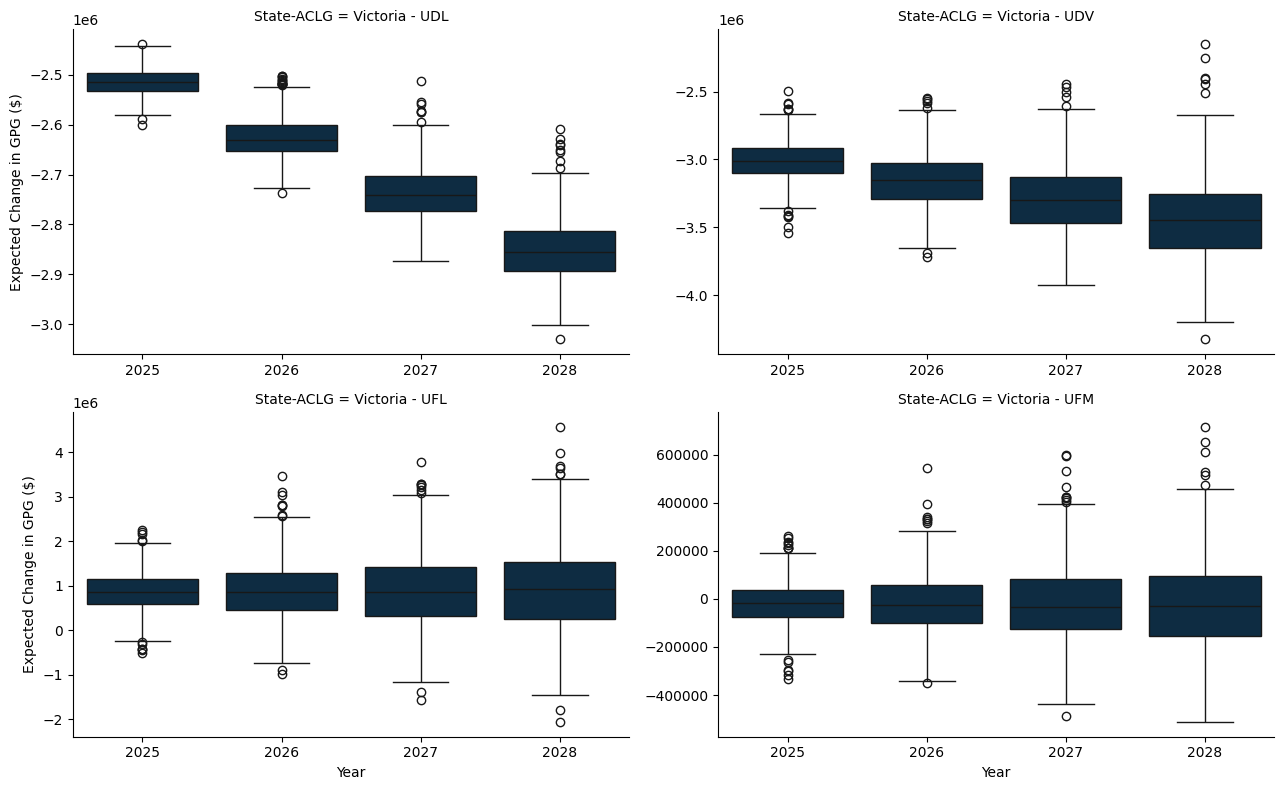 State-ACLG = Victoria - UDL
1e6
Expected Change in GPG ($)
−2.5
−2.6
−2.7
−2.8
−2.9
−3.0
2025 2026 2027 2028
State-ACLG = Victoria - UDV
1e6
−2.5
−3.0
−3.5
−4.0
2025 2026 2027 2028
State-ACLG = Victoria - UFL
1e6
Expected Change in GPG ($)
4
3
2
1
0
−1
−2
2025 2026 2027 2028
Year
State-ACLG = Victoria - UFM
600000
400000
200000
0
−200000
−400000
2025 2026 2027 2028
Year